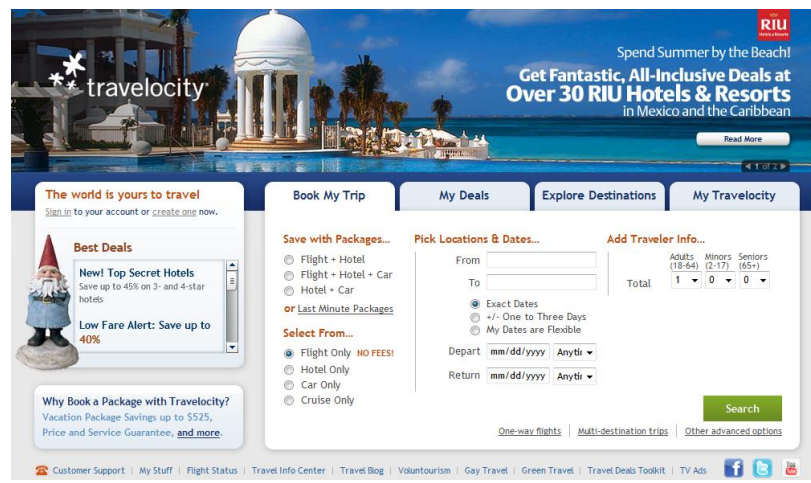 RIU
Hotels & Resorts
Spend Summer by the Beach!
travelocity
Get Fantastic, All-Inclusive Deals at
Over 30 RIU Hotels & Resorts
in Mexico and the Caribbean
Read More
1 of 2
The world is yours to travel
Sign in to your account or create one now.
Best Deals
New! Top Secret Hotels
Save up to 45% on 3- and 4-star
hotels
Low Fare Alert: Save up to
40%
Why Book a Package with Travelocity?
Vacation Package Savings up to $525,
Price and Service Guarantee, and more.
Book My Trip
My Deals
Explore Destinations
My Travelocity
Save with Packages...
Flight + Hotel
Flight + Hotel + Car
Hotel + Car
or Last Minute Packages
Select From...
Flight Only NO FEES!
Hotel Only
Car Only
Cruise Only
Pick Locations & Dates...
From
To
Exact Dates
+/- One to Three Days
My Dates are Flexible
Depart mm/dd/yyyy Anytir
Return mm/dd/yyyy Anytir
Add Traveler Info...
Adults Minors Seniors
(18-64) (2-17) (65+)
Total 1 0 0
Search
One-way flights | Multi-destination trips | Other advanced options
Customer Support | My Stuff | Flight Status | Travel Info Center | Travel Blog | Voluntourism | Gay Travel | Green Travel | Travel Deals Toolkit | TV Ads